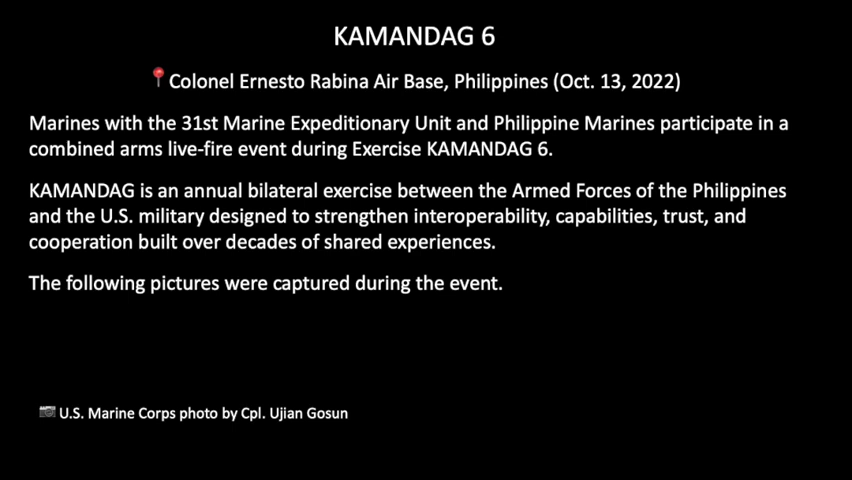 KAMANDAG 6
📍Colonel Ernesto Rabina Air Base, Philippines (Oct. 13, 2022)
Marines with the 31st Marine Expeditionary Unit and Philippine Marines participate in a
combined arms live-fire event during Exercise KAMANDAG 6.
KAMANDAG is an annual bilateral exercise between the Armed Forces of the Philippines
and the U.S. military designed to strengthen interoperability, capabilities, trust, and
cooperation built over decades of shared experiences.
The following pictures were captured during the event.
📷 U.S. Marine Corps photo by Cpl. Ujian Gosun